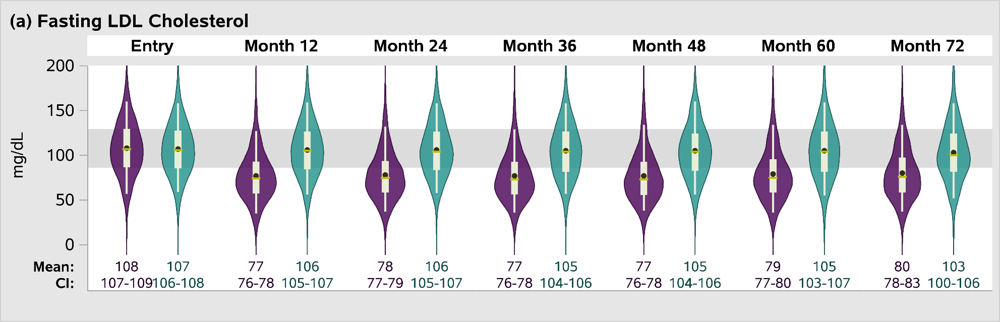 (a) Fasting LDL Cholesterol
Entry Month 12 Month 24 Month 36 Month 48 Month 60 Month 72
200
150
100
50
0
mg/dL
Mean: 108 107 77 106 78 106 77 105 77 105 79 105 80 103
CI: 107-109 106-108 76-78 105-107 77-79 105-107 76-78 104-106 76-78 104-106 77-80 103-107 78-83 100-106